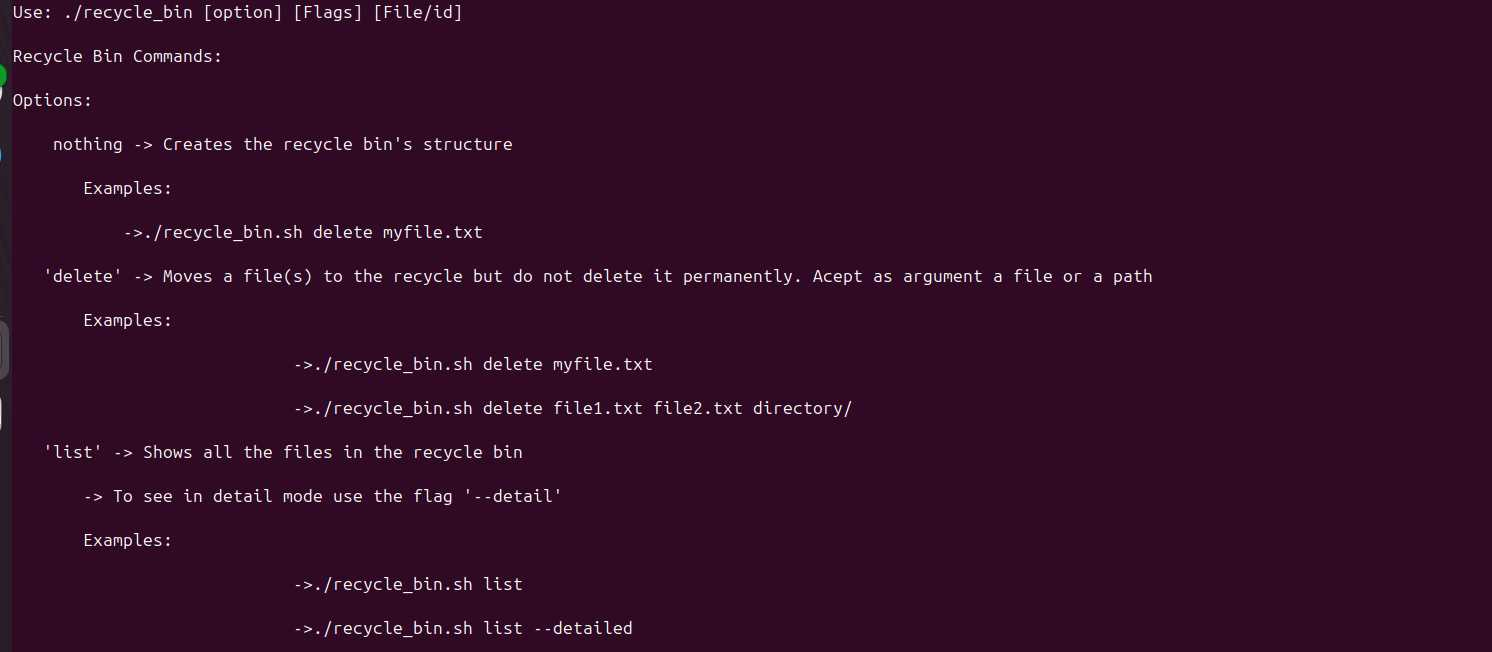 Use: ./recycle_bin [option] [Flags] [File/id]
Recycle Bin Commands:
Options:
nothing -> Creates the recycle bin's structure
Examples:
->./recycle_bin.sh delete myfile.txt
'delete' -> Moves a file(s) to the recycle but do not delete it permanently. Acept as argument a file or a path
Examples:
->./recycle_bin.sh delete myfile.txt
->./recycle_bin.sh delete file1.txt file2.txt directory/
'list' -> Shows all the files in the recycle bin
-> To see in detail mode use the flag '--detail'
Examples:
->./recycle_bin.sh list
->./recycle_bin.sh list --detailed